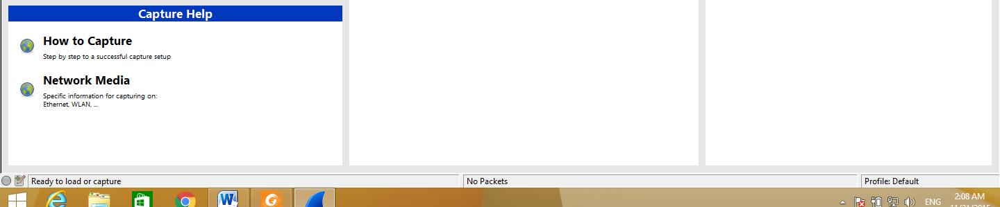 Capture Help
How to Capture
Step by step to a successful capture setup
Network Media
Specific information for capturing on:
Ethernet, WLAN, ...
Ready to load or capture
No Packets
Profile: Default
ENG
2:08 AM